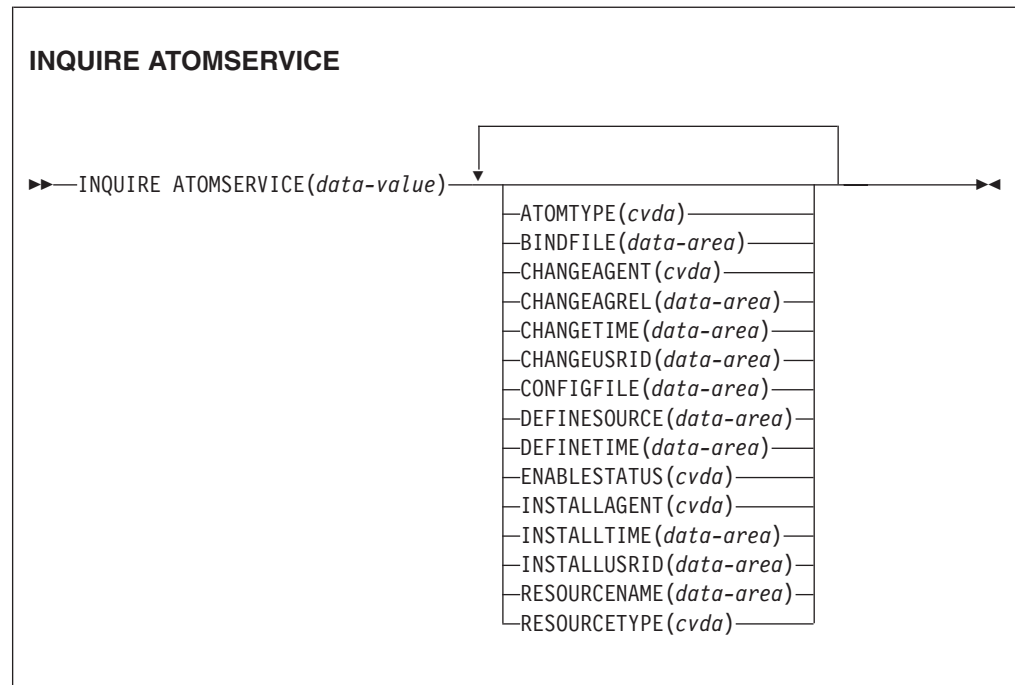 INQUIRE ATOMSERVICE
INQUIRE ATOMSERVICE(data-value)
ATOMTYPE(cvda)
BINDFILE(data-area)
CHANGEAGENT(cvda)
CHANGEAGREL(data-area)
CHANGETIME(data-area)
CHANGEUSRID(data-area)
CONFIGFILE(data-area)
DEFINESOURCE(data-area)
DEFINETIME(data-area)
ENABLESTATUS(cvda)
INSTALLAGENT(cvda)
INSTALLTIME(data-area)
INSTALLUSRID(data-area)
RESOURCENAME(data-area)
RESOURCETYPE(cvda)